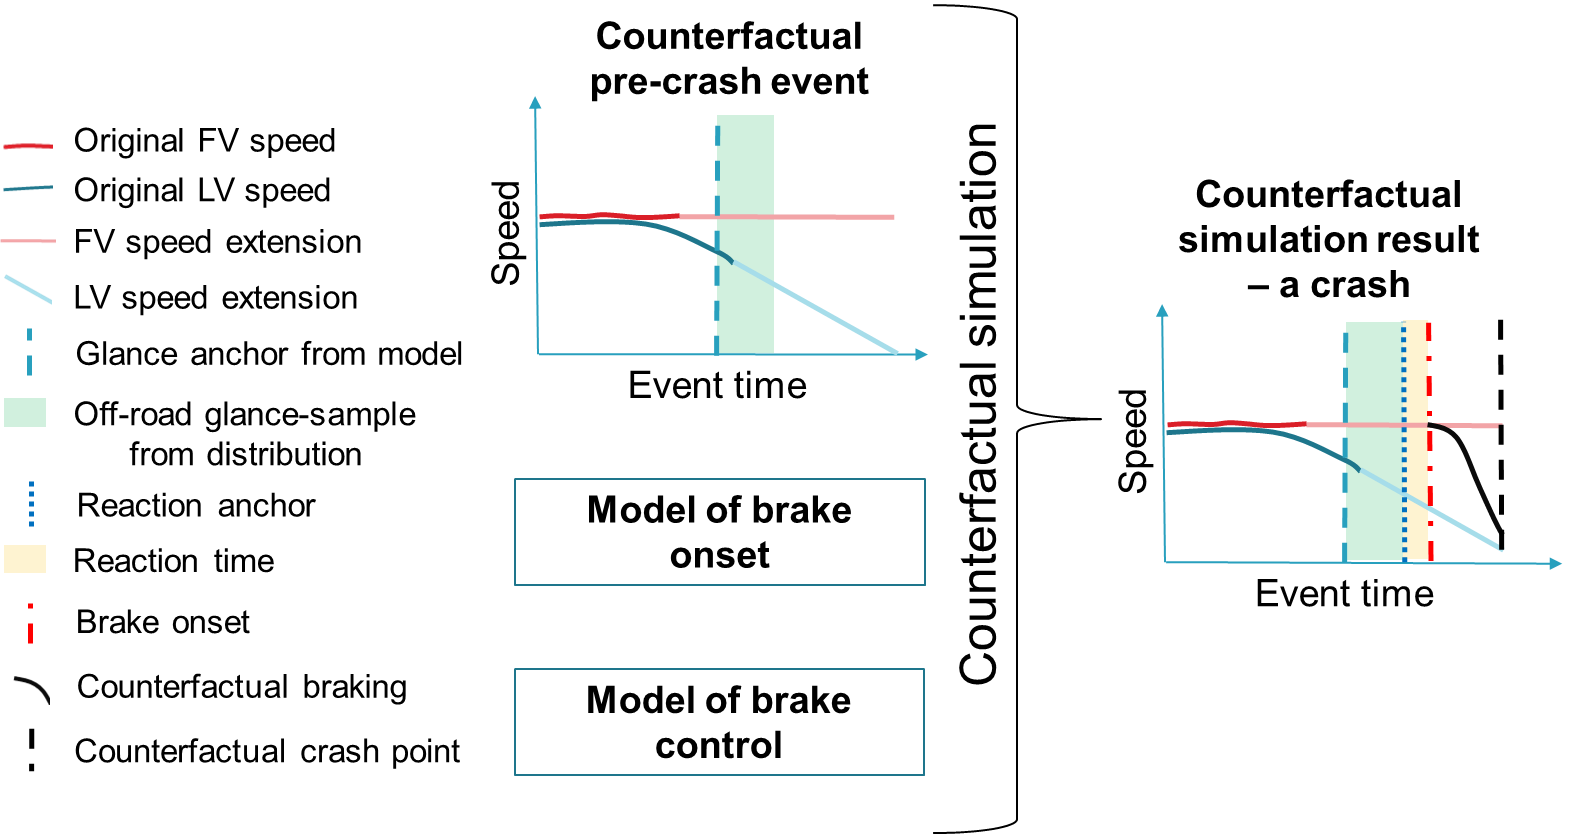 Original FV speed
Original LV speed
FV speed extension
LV speed extension
Glance anchor from model
Off-road glance-sample
from distribution
Reaction anchor
Reaction time
Brake onset
Counterfactual braking
Counterfactual crash point
Counterfactual
pre-crash event
Speed
Event time
Model of brake
onset
Model of brake
control
Counterfactual simulation
Counterfactual
simulation result
– a crash
Speed
Event time